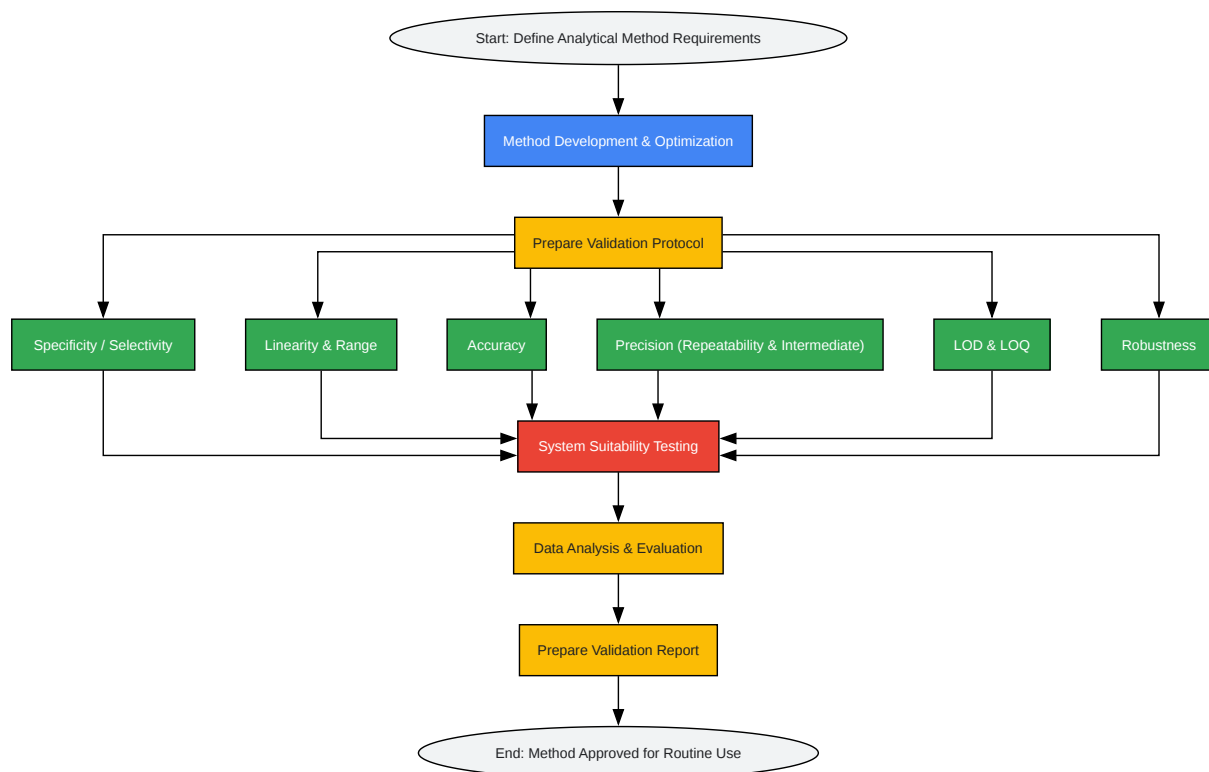 Start: Define Analytical Method Requirements
Method Development & Optimization
Prepare Validation Protocol
Specificity / Selectivity
Linearity & Range
Accuracy
Precision (Repeatability & Intermediate)
LOD & LOQ
Robustness
System Suitability Testing
Data Analysis & Evaluation
Prepare Validation Report
End: Method Approved for Routine Use